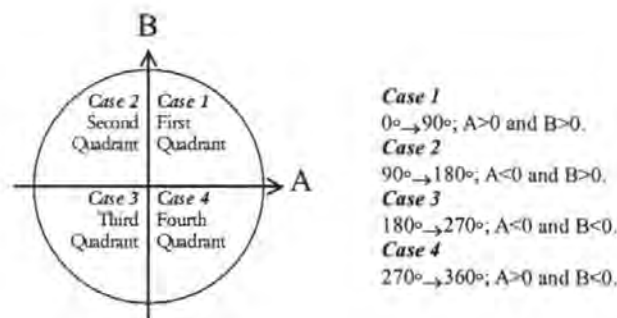 B
Case 2 Case 1
Second First
Quadrant Quadrant
A
Case 3 Case 4
Third Fourth
Quadrant Quadrant
Case 1
0°→90°; A>0 and B>0.
Case 2
90°→180°; A<0 and B>0.
Case 3
180°→270°; A<0 and B<0.
Case 4
270°→360°; A>0 and B<0.